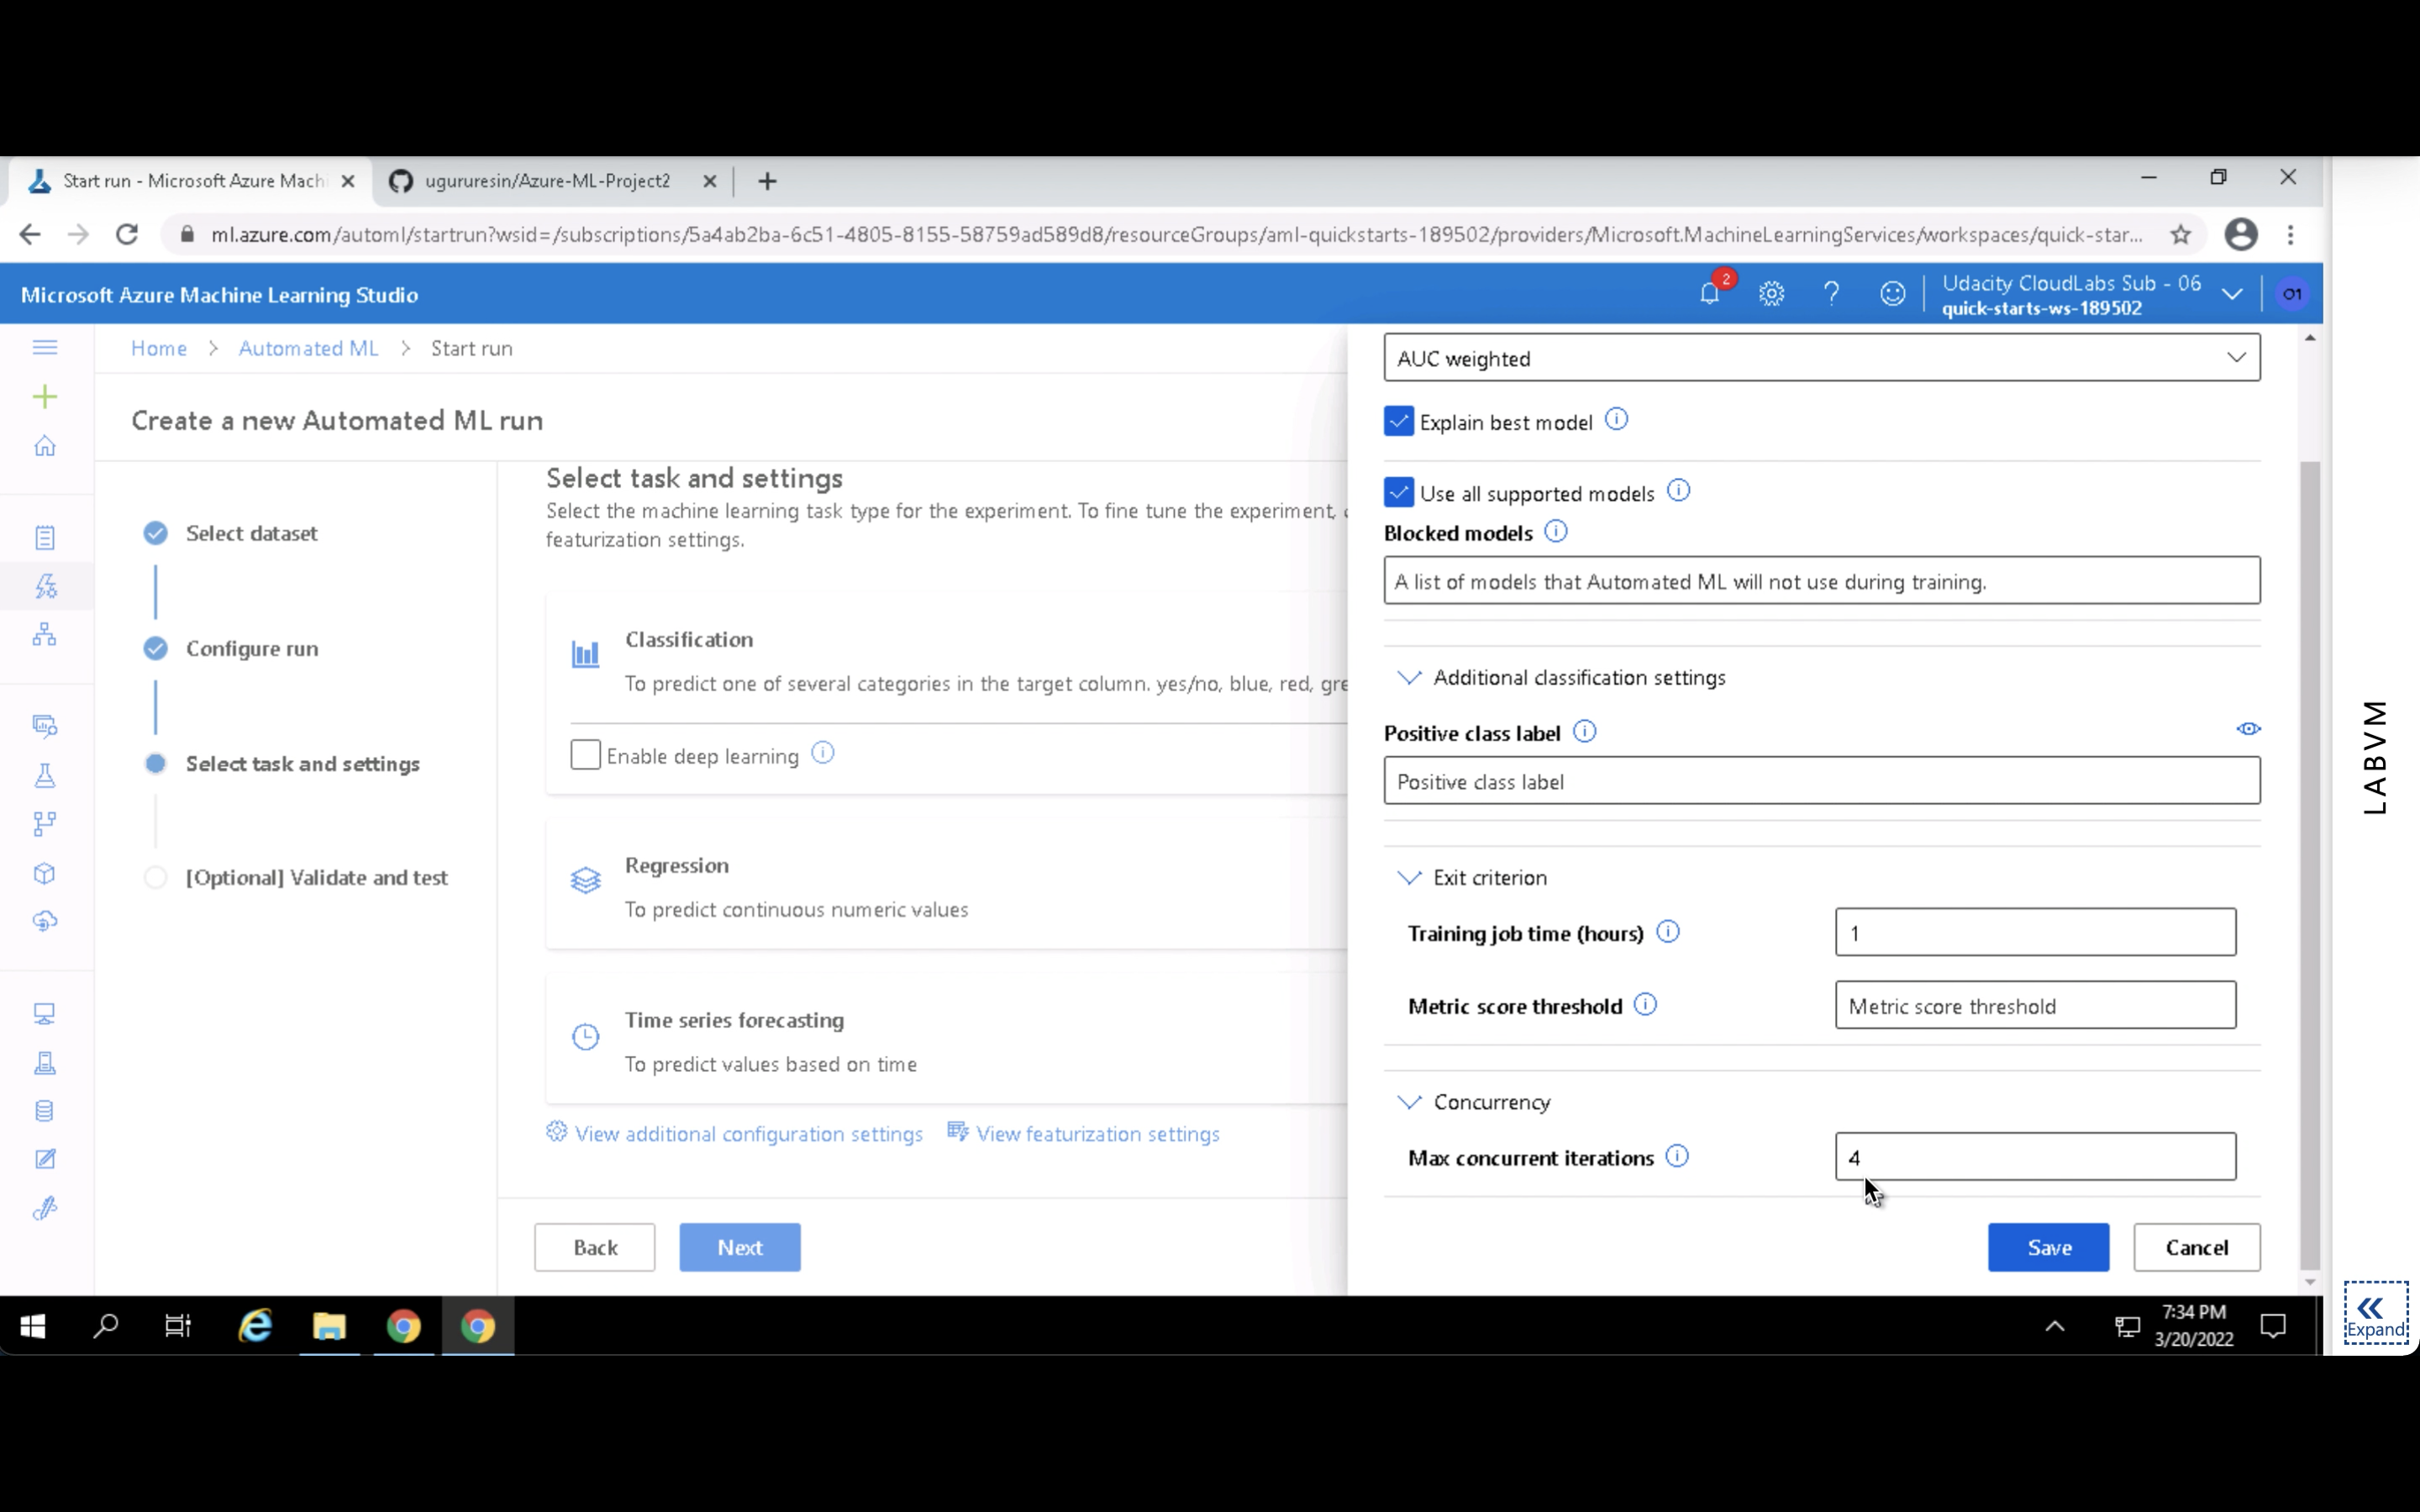 Start run - Microsoft Azure Machi
ugururesin/Azure-ML-Project2
ml.azure.com/automl/startrun?wsid=/subscriptions/5a4ab2ba-6c51-4805-8155-58759ad589d8/resourceGroups/aml-quickstarts-189502/providers/Microsoft.MachineLearningServices/workspaces/quick-star...
Microsoft Azure Machine Learning Studio
2
Udacity CloudLabs Sub - 06
quick-starts-ws-189502
O1
Home > Automated ML > Start run
Create a new Automated ML run
Select dataset
Configure run
Select task and settings
[Optional] Validate and test
Select task and settings
Select the machine learning task type for the experiment. To fine tune the experiment,
featurization settings.
Classification
To predict one of several categories in the target column. yes/no, blue, red, gre
Enable deep learning
Regression
To predict continuous numeric values
Time series forecasting
To predict values based on time
View additional configuration settings
View featurization settings
Back
Next
AUC weighted
Explain best model
Use all supported models
Blocked models
A list of models that Automated ML will not use during training.
Additional classification settings
Positive class label
Positive class label
Exit criterion
Training job time (hours)
1
Metric score threshold
Metric score threshold
Concurrency
Max concurrent iterations
4
Save
Cancel
LABVM
Expand
7:34 PM
3/20/2022